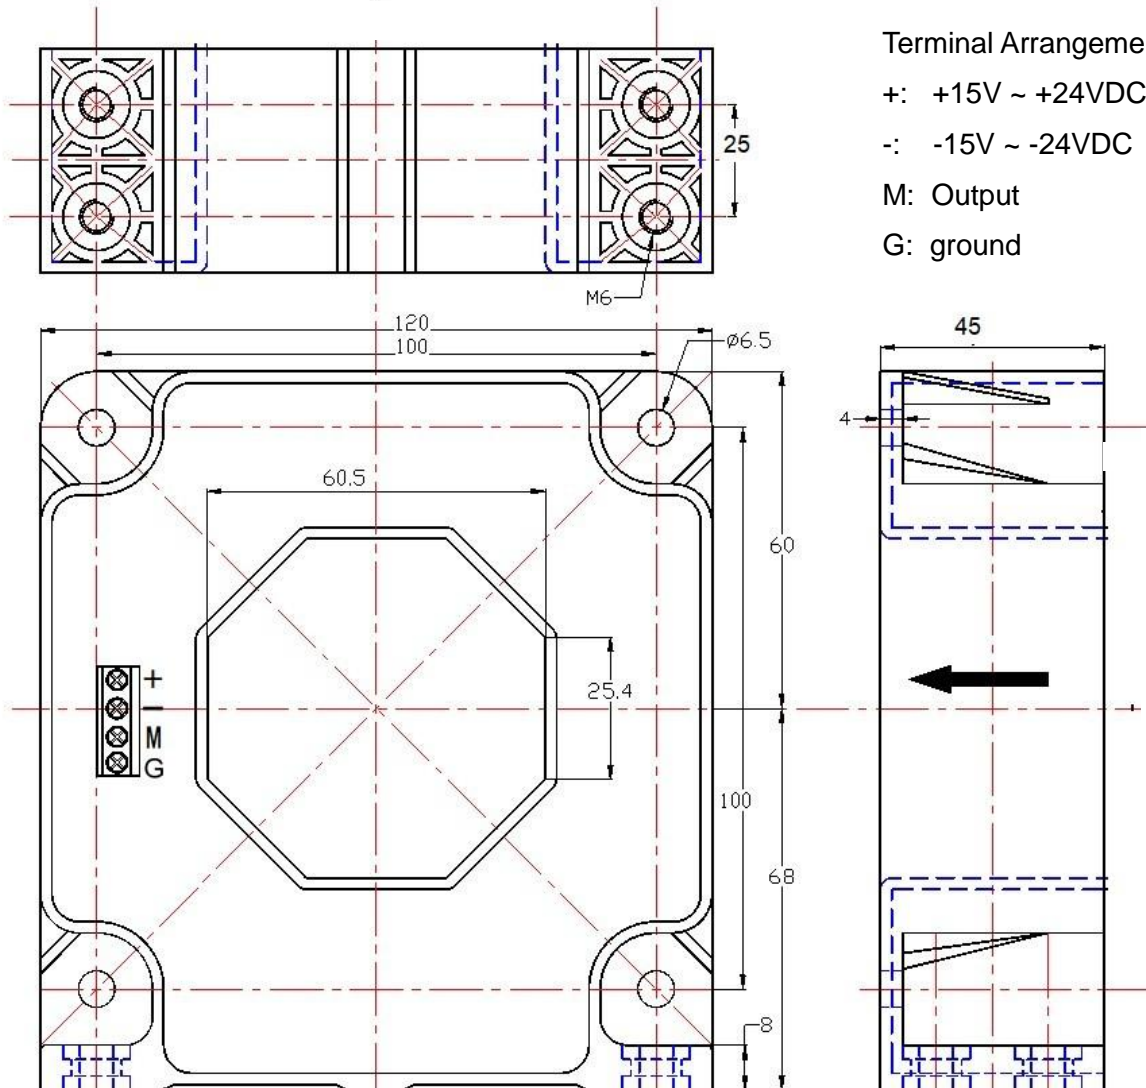 Terminal Arrangeme
+: +15V ~ +24VDC
-: -15V ~ -24VDC
M: Output
G: ground
25
M6
120
100
ø6.5
45
4
60.5
60
25.4
+
−
M
G
100
68
8